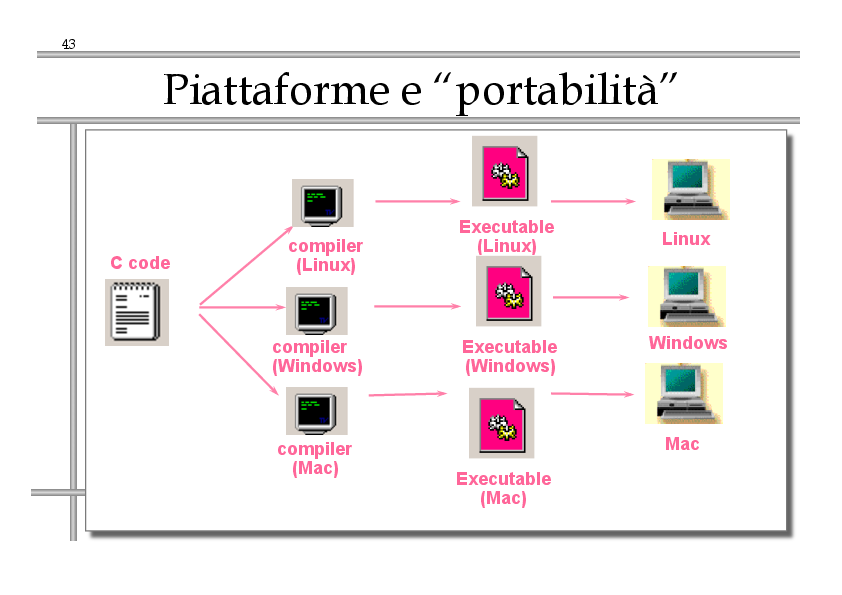 43
Piattaforme e “portabilità”
C code
compiler
(Linux)
Executable
(Linux)
Linux
compiler
(Windows)
Executable
(Windows)
Windows
compiler
(Mac)
Executable
(Mac)
Mac